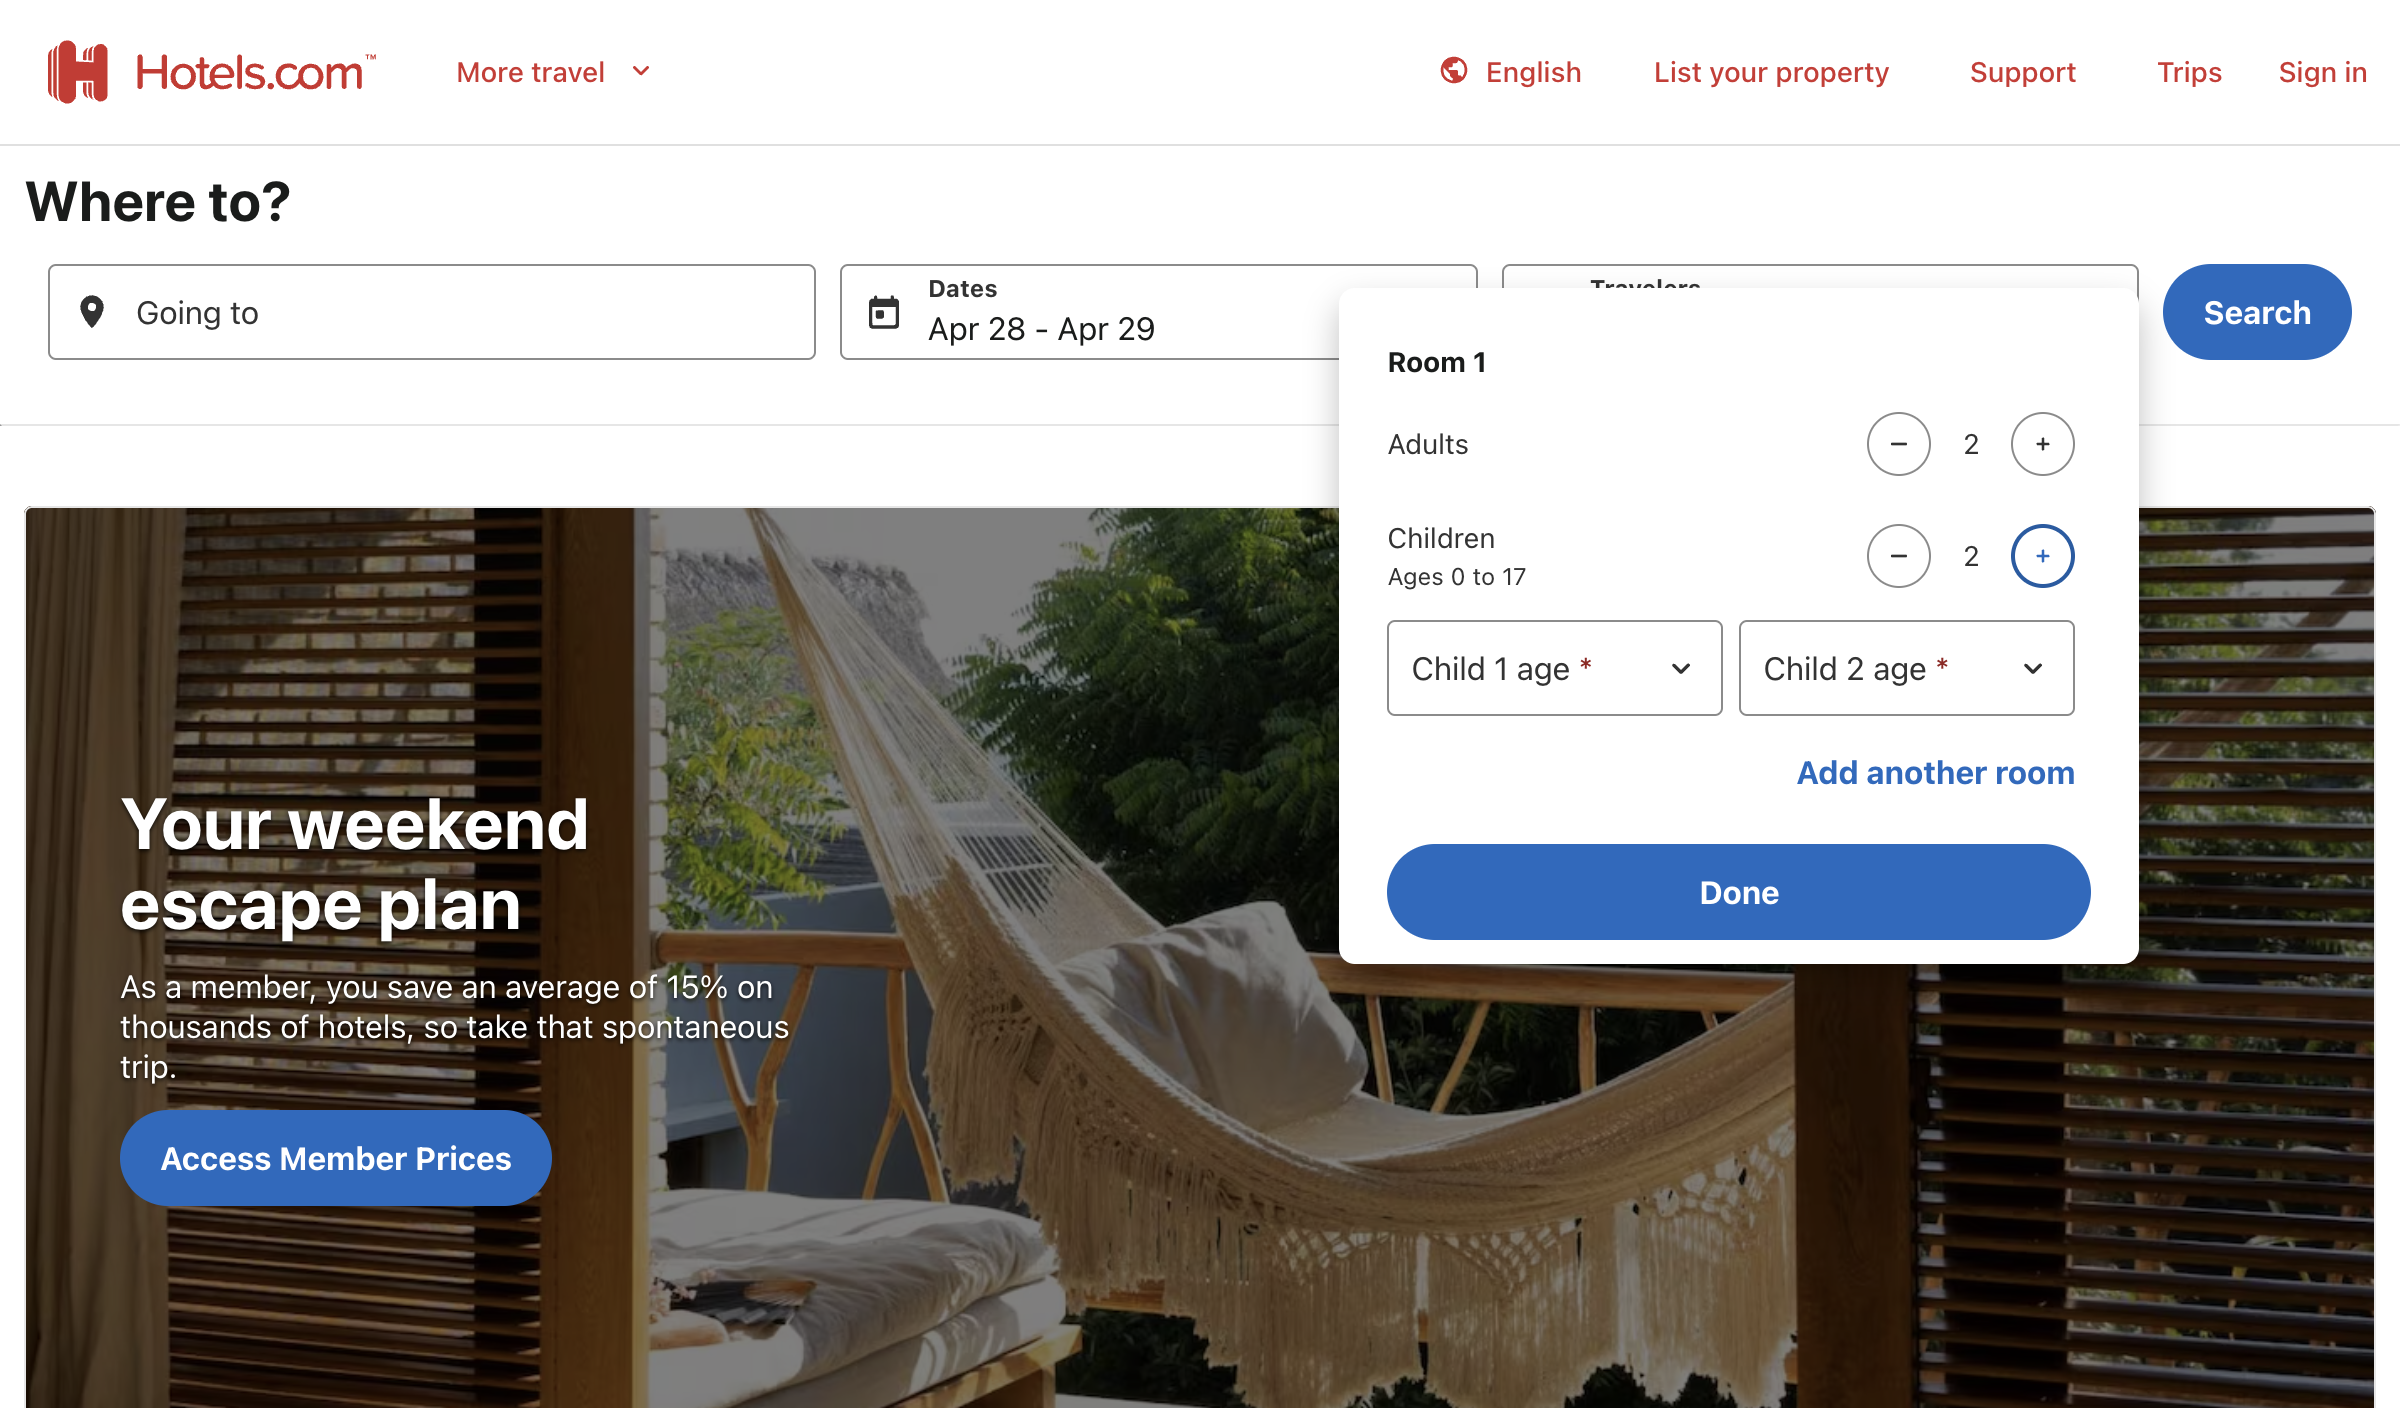 Hotels.com™
More travel
English
List your property
Support
Trips
Sign in
Where to?
Going to
Dates
Apr 28 - Apr 29
Travelers
Search
Room 1
Adults
− 2 +
Children
Ages 0 to 17
− 2 +
Child 1 age *
Child 2 age *
Add another room
Done
Your weekend
escape plan
As a member, you save an average of 15% on
thousands of hotels, so take that spontaneous
trip.
Access Member Prices